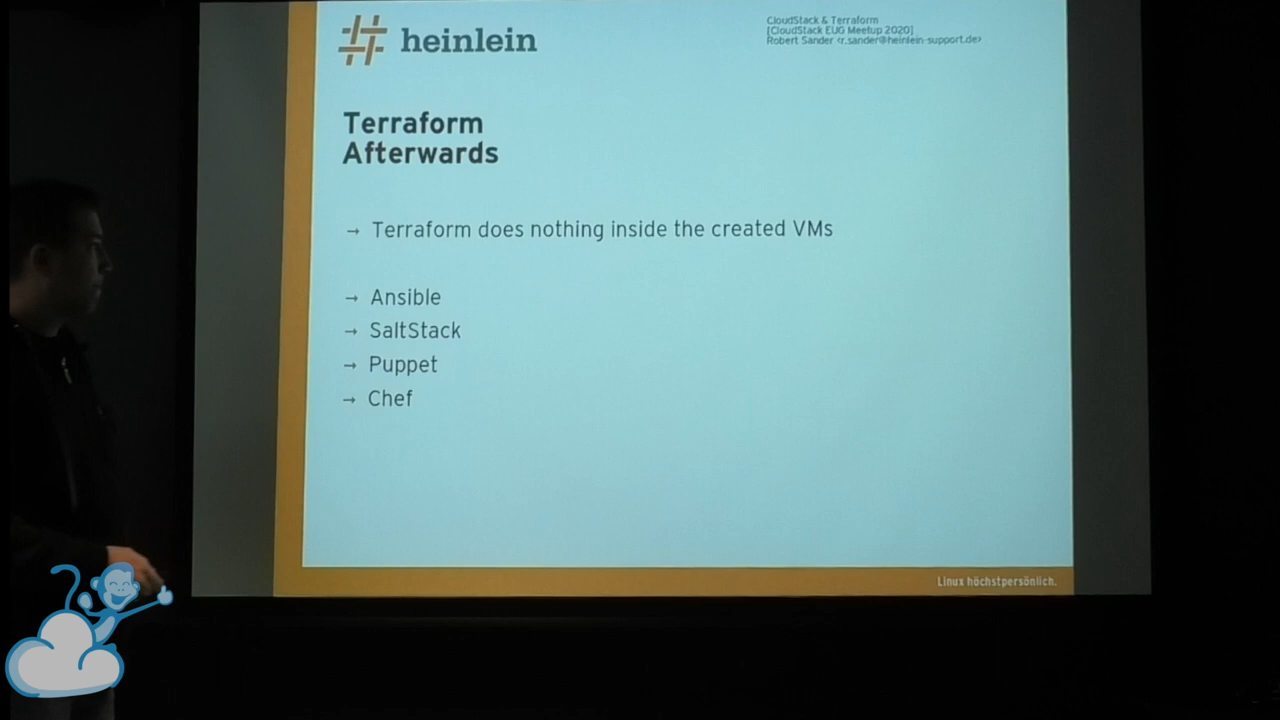 heinlein
CloudStack & Terraform
[CloudStack EUG Meetup 2020]
Robert Sander <r.sander@heinlein-support.de>
Terraform
Afterwards
→ Terraform does nothing inside the created VMs
→ Ansible
→ SaltStack
→ Puppet
→ Chef
Linux höchstpersönlich.